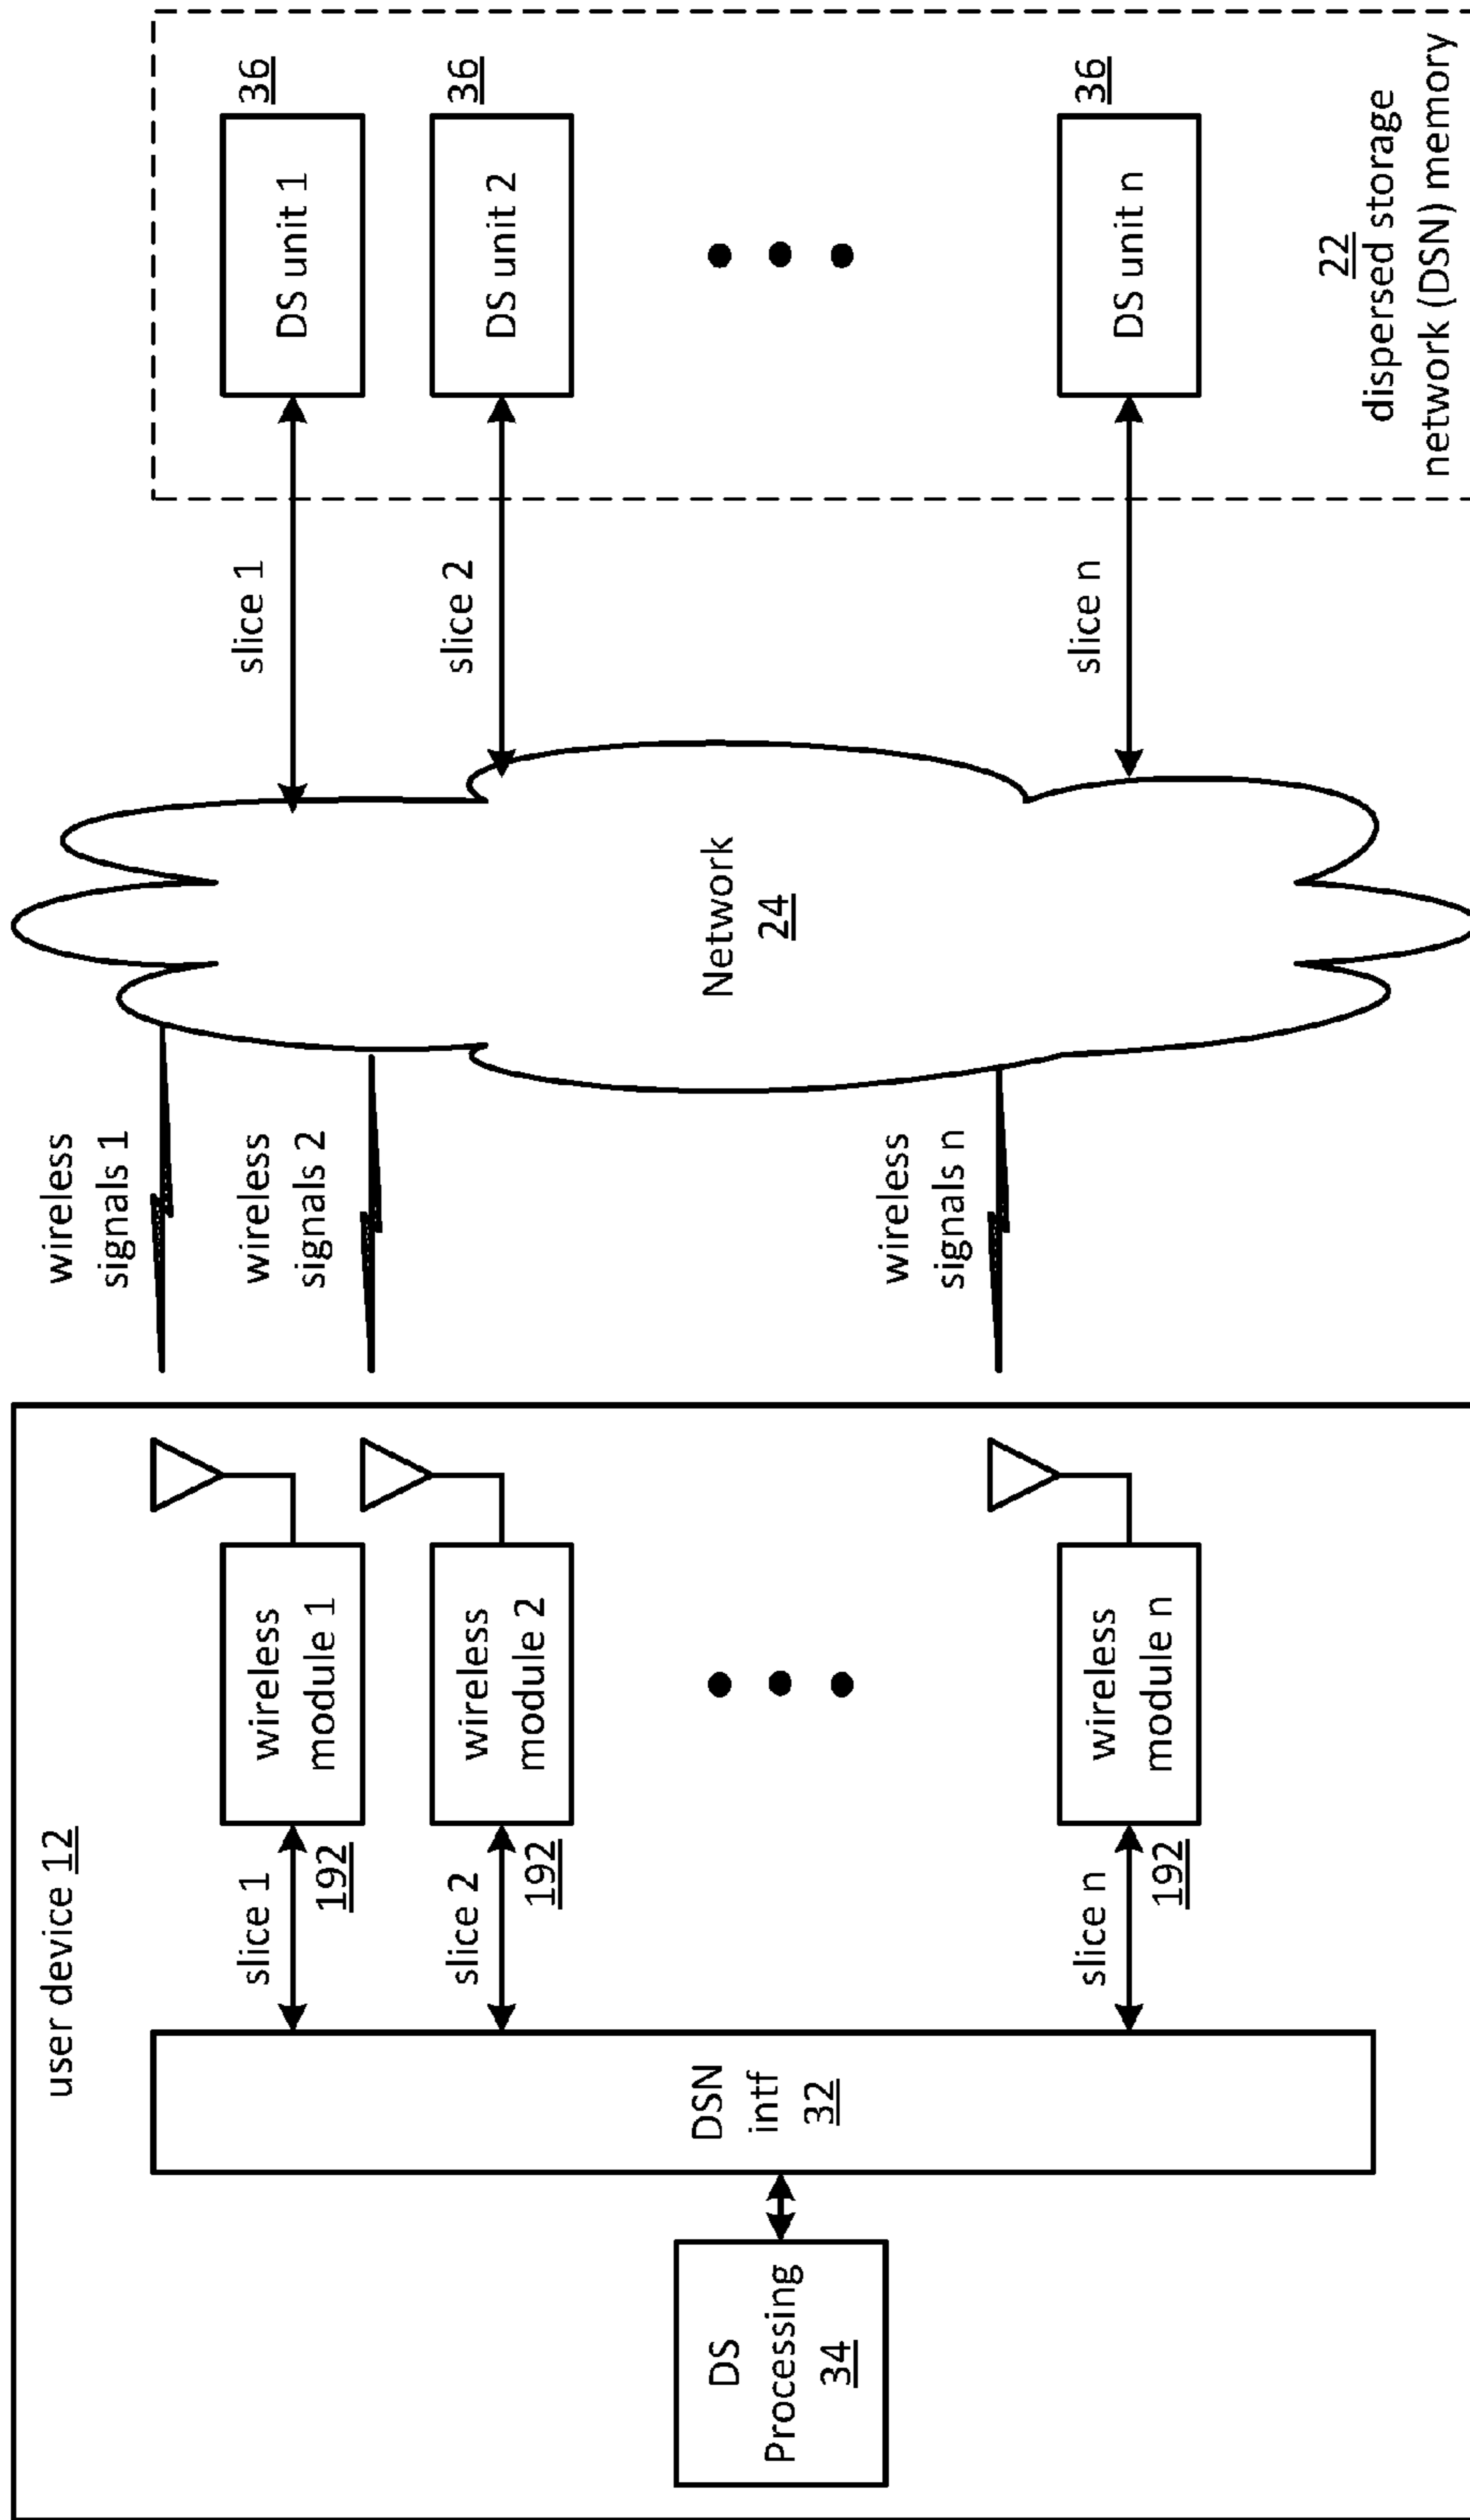 user device 12
DS
Processing
34
DSN
intf
32
slice 1
192
wireless
module 1
slice 2
192
wireless
module 2
slice n
192
wireless
module n
wireless
signals 1
wireless
signals 2
wireless
signals n
Network
24
slice 1
slice 2
slice n
36
DS unit 1
36
DS unit 2
36
DS unit n
22
dispersed storage
network (DSN) memory